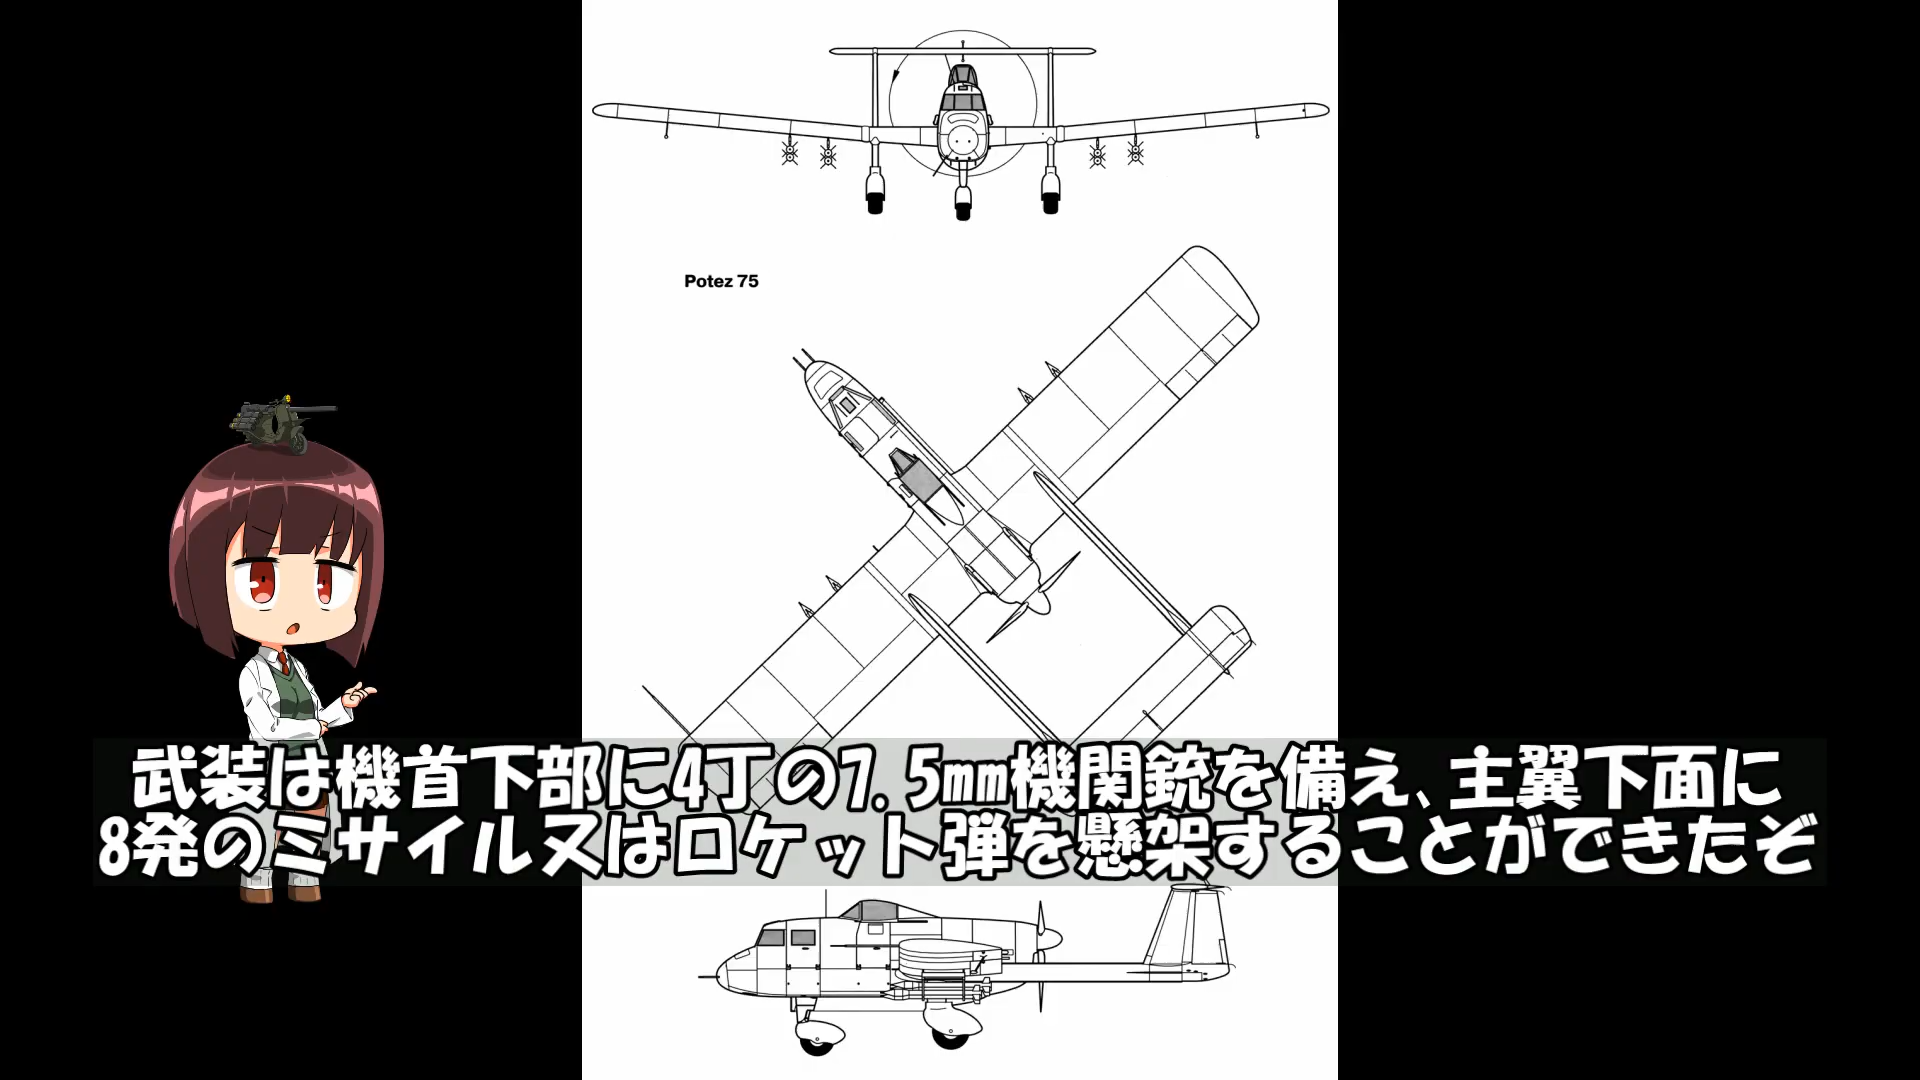 Potez 75
武装は機首下部に4丁の7.5mm機関銃を備え、主翼下面に
8発のミサイル又はロケット弾を懸架することができたぞ